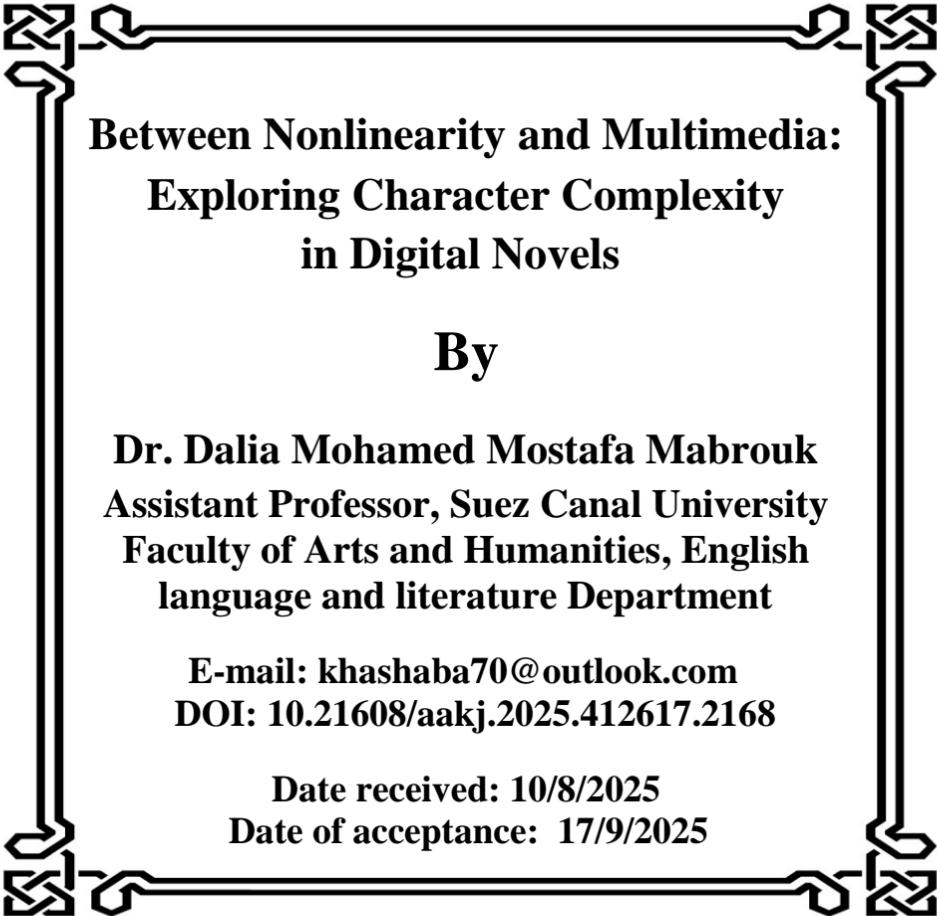 Between Nonlinearity and Multimedia:
Exploring Character Complexity
in Digital Novels
By
Dr. Dalia Mohamed Mostafa Mabrouk
Assistant Professor, Suez Canal University
Faculty of Arts and Humanities, English
language and literature Department
E-mail: khashaba70@outlook.com
DOI: 10.21608/aakj.2025.412617.2168
Date received: 10/8/2025
Date of acceptance: 17/9/2025